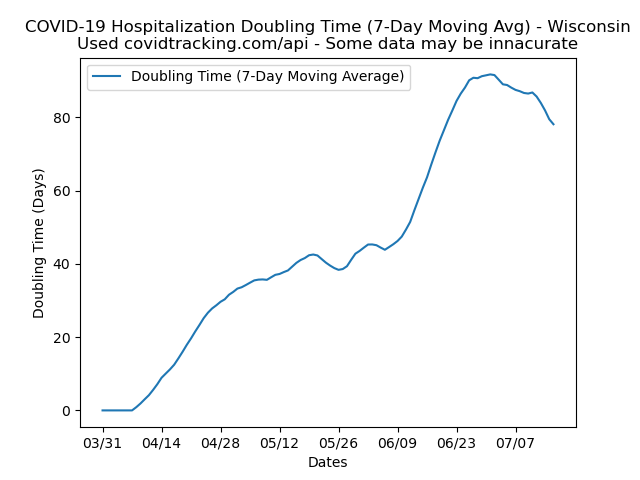 COVID-19 Hospitalization Doubling Time (7-Day Moving Avg) - Wisconsin
Used covidtracking.com/api - Some data may be innacurate
Doubling Time (7-Day Moving Average)
Doubling Time (Days)
80
60
40
20
0
03/31 04/14 04/28 05/12 05/26 06/09 06/23 07/07
Dates